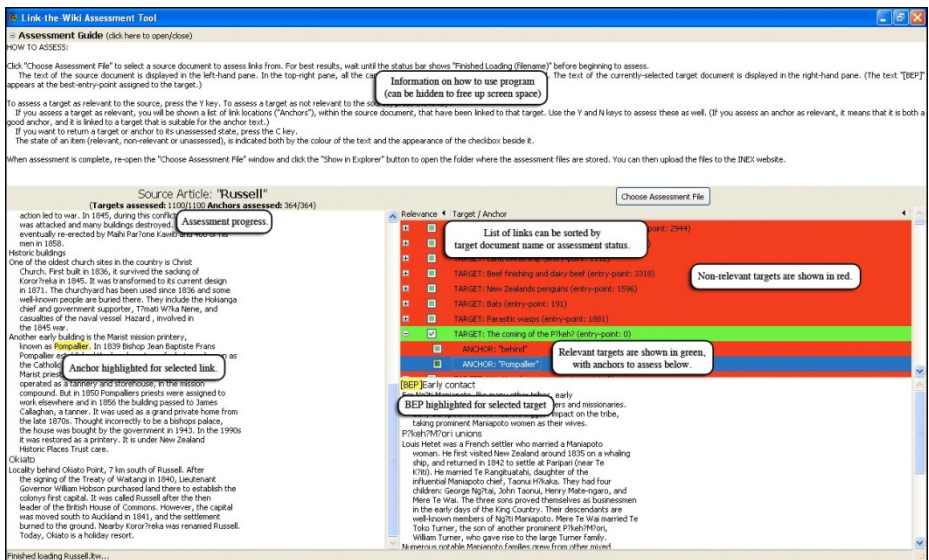 Link-the-Wiki Assessment Tool
Assessment Guide (click here to open/close)
HOW TO ASSESS:
Click "Choose Assessment File" to select a source document to assess links from. For best results, wait until the status bar shows "Finished Loading (filename)" before beginning to assess.
The text of the source document is displayed in the left-hand pane. In the top-right pane, all the ca
The text of the currently-selected target document is displayed in the right-hand pane. (The text "[BEP]"
appears at the best-entry-point assigned to the target.)
Information on how to use program
(can be hidden to free up screen space)
To assess a target as relevant to the source, press the Y key. To assess a target as not relevant to the
If you assess a target as relevant, you will be shown a list of link locations ("Anchors"), within the source document, that have been linked to that target. Use the Y and N keys to assess these as well. (If you assess an anchor as relevant, it means that it is both a
good anchor, and it is linked to a target that is suitable for the anchor text.)
If you want to return a target or anchor to its unassessed state, press the C key.
The state of an item (relevant, non-relevant or unassessed), is indicated both by the colour of the text and the appearance of the checkbox beside it.
When assessment is complete, re-open the "Choose Assessment File" window and click the "Show in Explorer" button to open the folder where the assessment files are stored. You can then upload the files to the INEX website.
Source Article: "Russell"
(Targets assessed: 1100/1100 Anchors assessed: 364/364)
Choose Assessment File
action led to war. In 1845, during this conflic
was attacked and many buildings destroyed.
eventually re-erected by Maihi Par?one Kawiti and 400 of his
men in 1858.
Assessment progress.
Historic buildings
One of the oldest church sites in the country is Christ
Church. First built in 1836, it survived the sacking of
Koror?reka in 1845. It was transformed to its current design
in 1871. The churchyard has been used since 1836 and some
well-known people are buried there. They include the Hokianga
chief and government supporter, T?mati W?ka Nene, and
casualties of the naval vessel Hazard , involved in
the 1845 war.
Another early building is the Marist mission printery,
known as Pompallier. In 1839 Bishop Jean Baptiste Frans
Pompallier
the Catholic
Marist pries
Anchor highlighted for selected link.
operated as a tannery and storehouse, in the mission
compound. But in 1850 Pompalliers priests were assigned to
work elsewhere and in 1856 the building passed to James
Callaghan, a tanner. It was used as a grand private home from
the late 1870s. Thought incorrectly to be a bishops palace,
the house was bought by the government in 1943. In the 1990s
it was restored as a printery. It is under New Zealand
Historic Places Trust care.
Okiato
Locality behind Okiato Point, 7 km south of Russell. After
the signing of the Treaty of Waitangi in 1840, Lieutenant
Governor William Hobson purchased land there to establish the
colonys first capital. It was called Russell after the then
leader of the British House of Commons. However, the capital
was moved south to Auckland in 1841, and the settlement
burned to the ground. Nearby Koror?reka was renamed Russell.
Today, Okiato is a holiday resort.
Relevance Target / Anchor
point: 2944)
List of links can be sorted by
target document name or assessment status.
TARGET: Beef finishing and dairy beef (entry-point: 3318)
TARGET: New Zealands penguins (entry-point: 1596)
TARGET: Bats (entry-point: 191)
TARGET: Parasitic wasps (entry-point: 1881)
Non-relevant targets are shown in red.
TARGET: The coming of the P?keh? (entry-point: 0)
ANCHOR: "behind"
ANCHOR: "Pompallier"
Relevant targets are shown in green,
with anchors to assess below.
[BEP]Early contact
ers and missionaries.
impact on the tribe,
taking prominent Maniapoto women as their wives.
BEP highlighted for selected target
P?keh?M?ori unions
Louis Hetet was a French settler who married a Maniapoto
woman. He first visited New Zealand around 1835 on a whaling
ship, and returned in 1842 to settle at Paripari (near Te
K?iti). He married Te Rangituatahi, daughter of the
influential Maniapoto chief, Taonui H?kaka. They had four
children: George Ng?tai, John Taonui, Henry Mate-ngaro, and
Mere Te Wai. The three sons proved themselves as businessmen
in the early days of the King Country. Their descendants are
well-known members of Ng?ti Maniapoto. Mere Te Wai married Te
Toko Turner, the son of another prominent P?keh?M?ori,
William Turner, who gave rise to the large Turner family.
Numerous notable Maniapoto families grew from other mixed
Finished loading Russell.ltw...